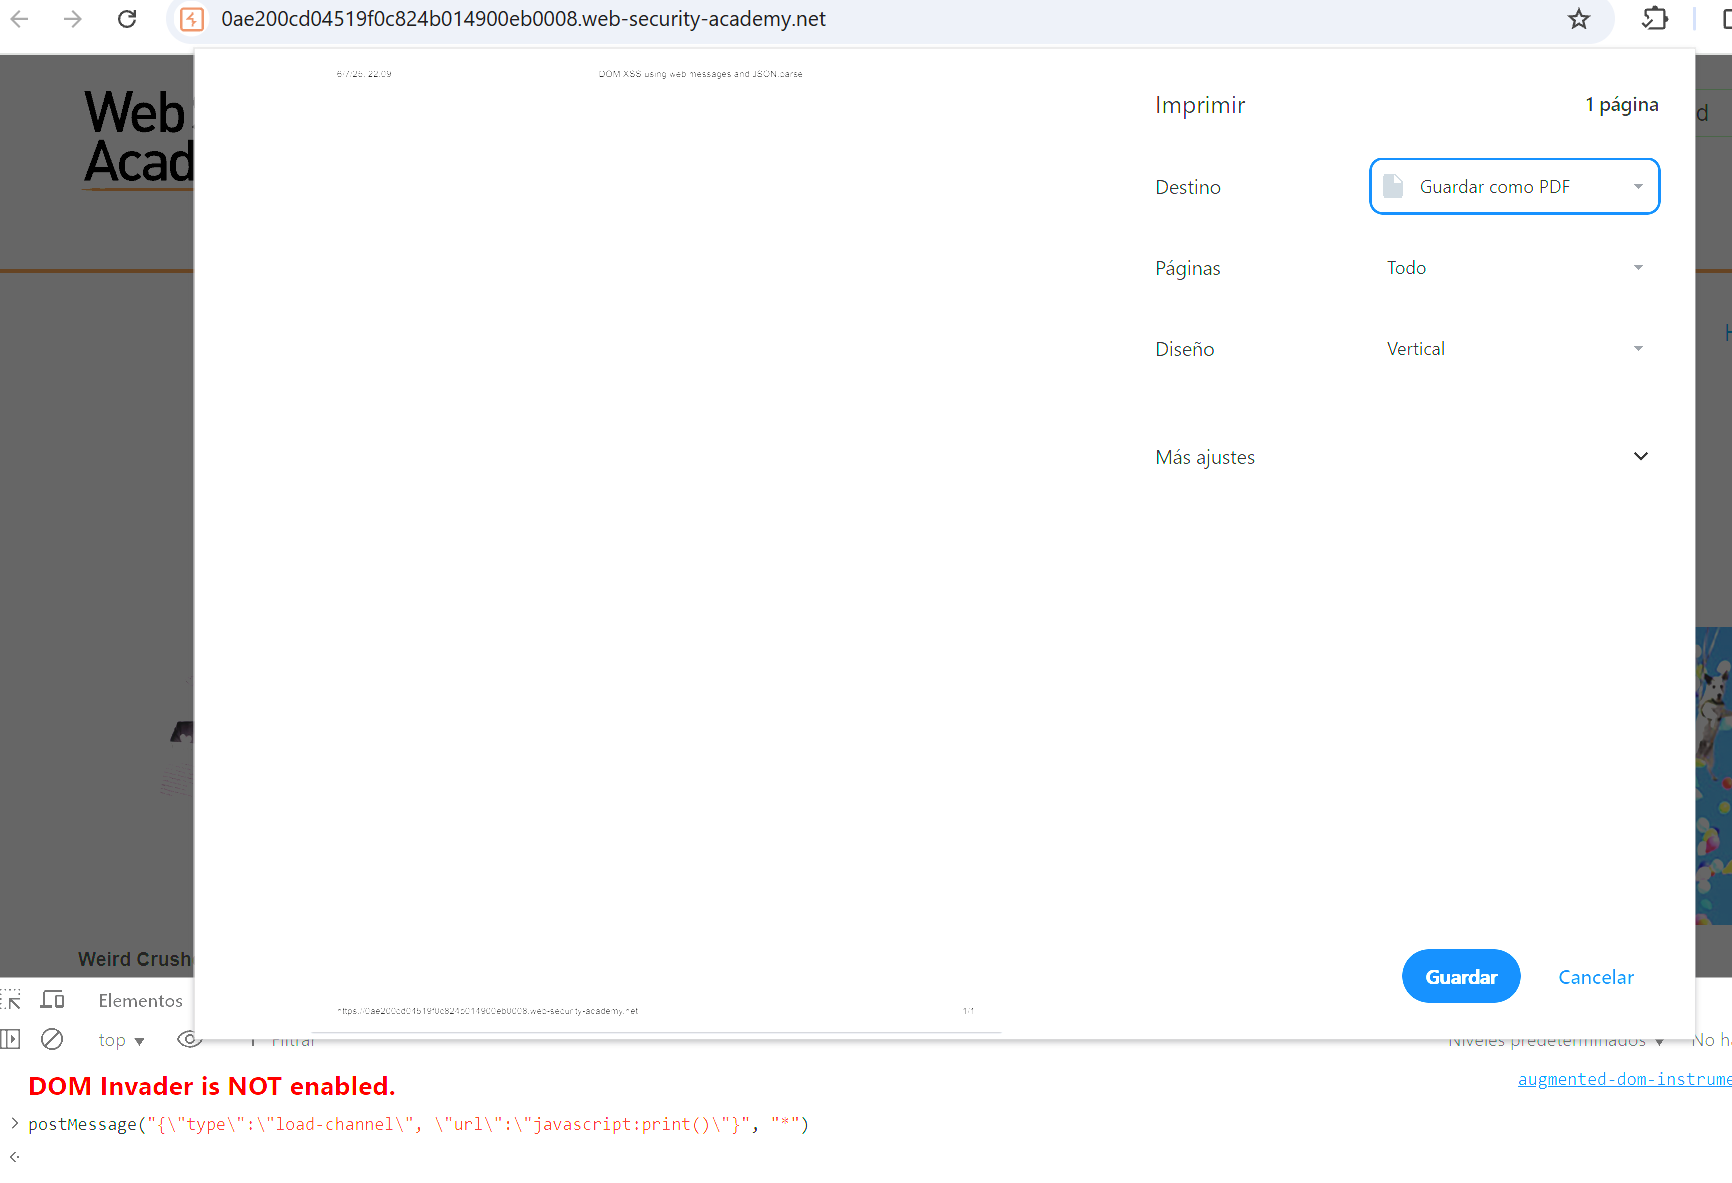 0ae200cd04519f0c824b014900eb0008.web-security-academy.net
6/7/25, 22:09
DOM XSS using web messages and JSON.parse
Web
Acad
Imprimir
1 página
d
Destino
Guardar como PDF
Páginas
Todo
Diseño
Vertical
Más ajustes
Weird Crush
Guardar
Cancelar
https://0ae200cd04519f0c824b014900eb0008.web-security-academy.net
1/1
Elementos
top
Filtrar
Niveles predeterminados
No h
DOM Invader is NOT enabled.
augmented-dom-instrume
> postMessage("{\"type\":\"load-channel\", \"url\":\"javascript:print()\"}", "*")